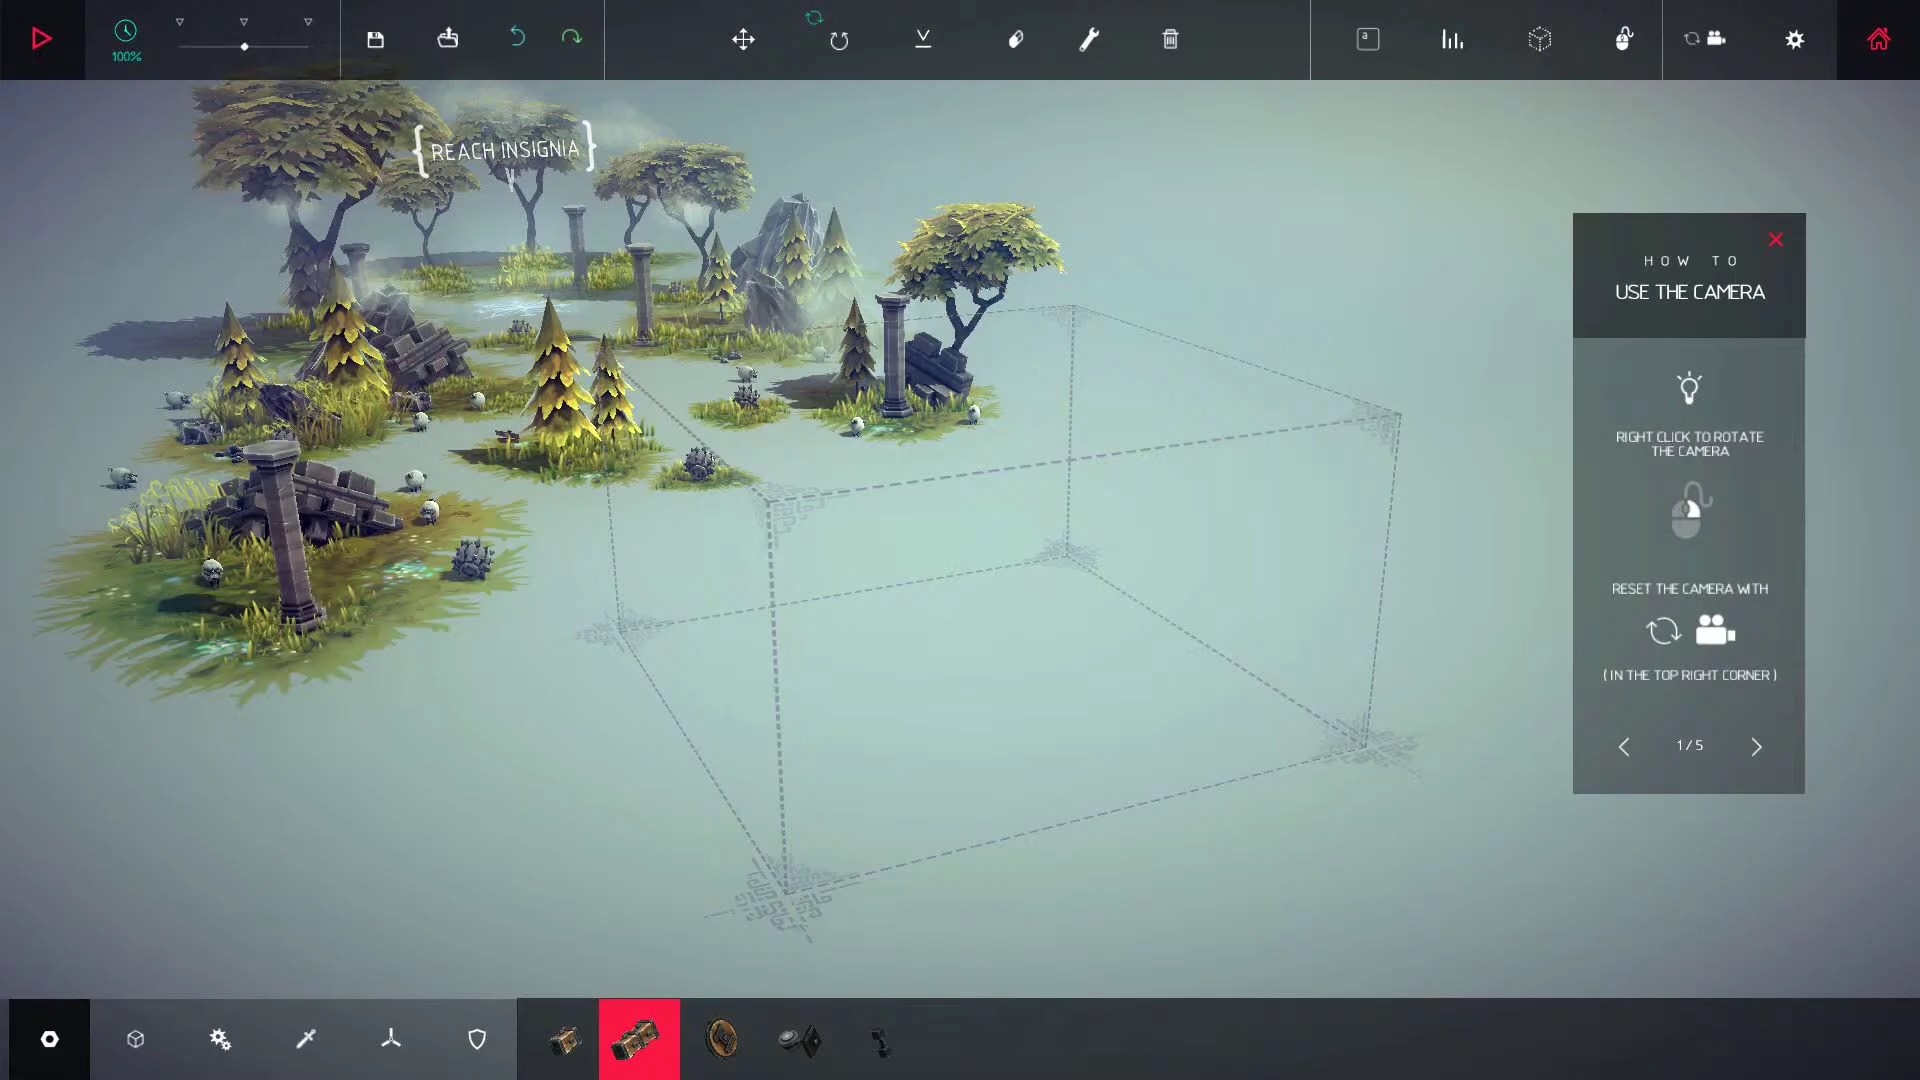 100%
a
REACH INSIGNIA
HOW TO
USE THE CAMERA
RIGHT CLICK TO ROTATE
THE CAMERA
RESET THE CAMERA WITH
( IN THE TOP RIGHT CORNER )
1/5